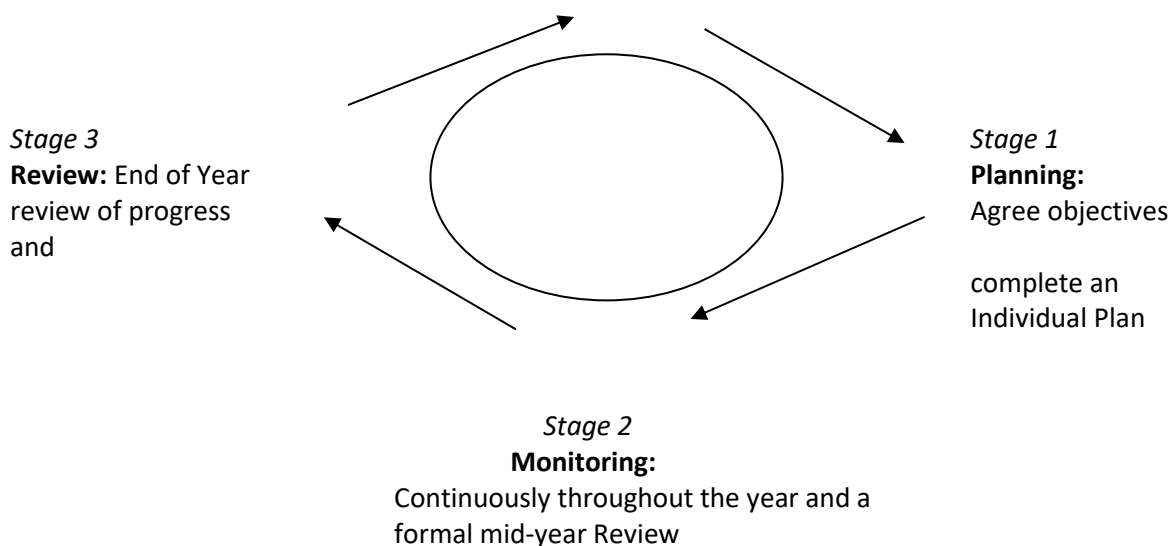 Stage 3
Review: End of Year
review of progress
and
Stage 1
Planning:
Agree objectives
complete an
Individual Plan
Stage 2
Monitoring:
Continuously throughout the year and a
formal mid-year Review